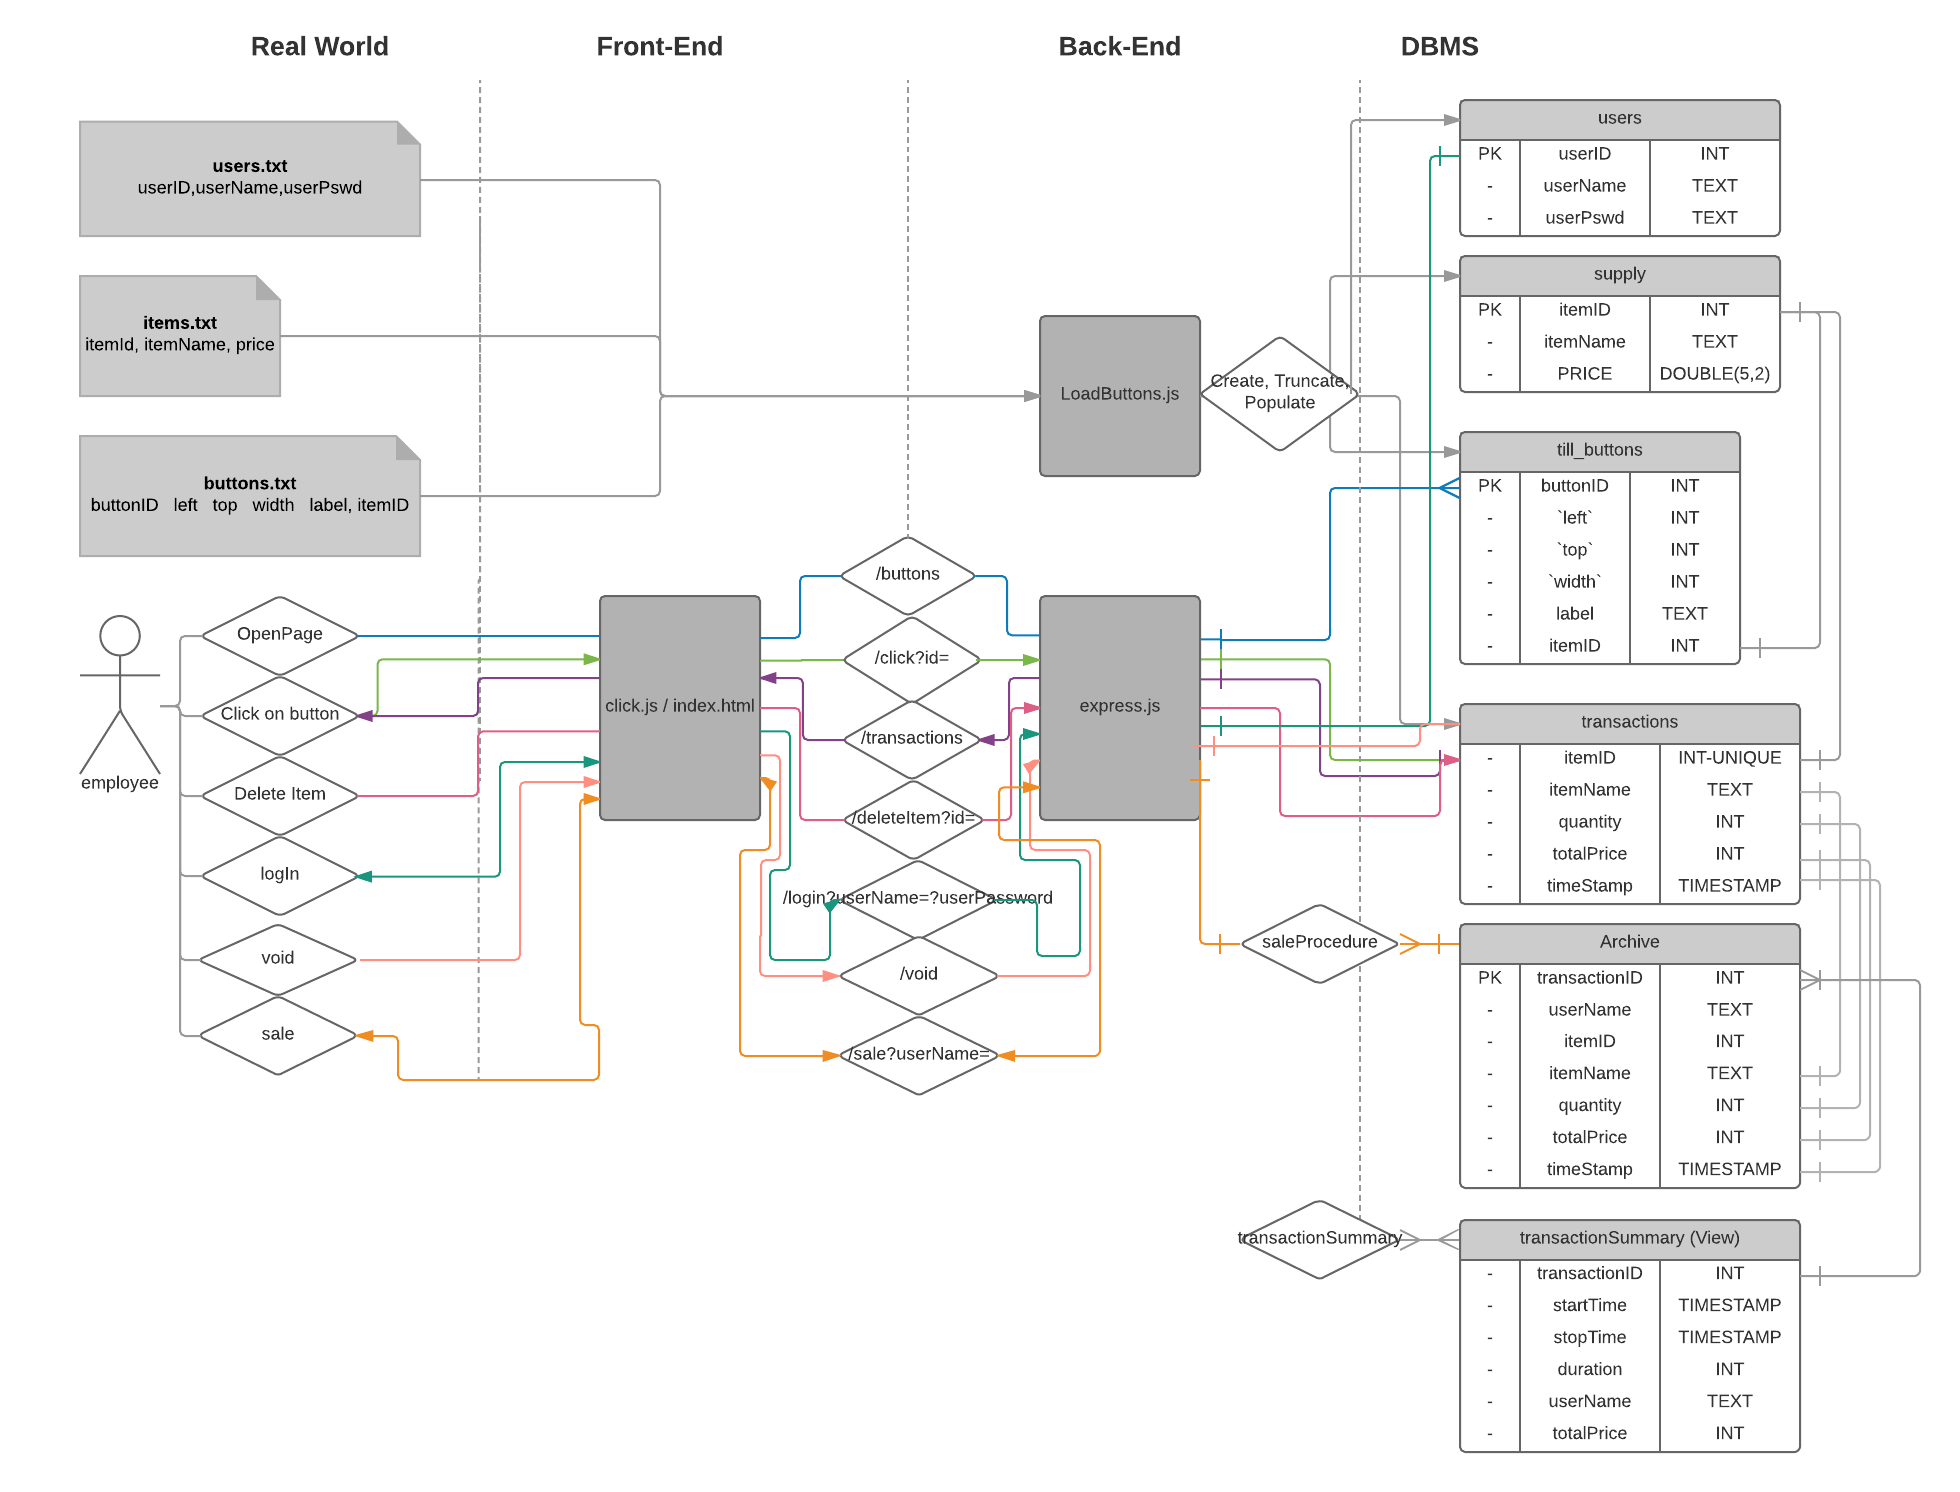 Real World
Front-End
Back-End
DBMS
users.txt
userID,userName,userPswd
items.txt
itemId, itemName, price
buttons.txt
buttonID left top width label, itemID
employee
OpenPage
Click on button
Delete Item
logIn
void
sale
click.js / index.html
/buttons
/click?id=
/transactions
/deleteItem?id=
/login?userName=?userPassword
/void
/sale?userName=
LoadButtons.js
Create, Truncate,
Populate
express.js
saleProcedure
transactionSummary
users
PK userID INT
- userName TEXT
- userPswd TEXT
supply
PK itemID INT
- itemName TEXT
- PRICE DOUBLE(5,2)
till_buttons
PK buttonID INT
- `left` INT
- `top` INT
- `width` INT
- label TEXT
- itemID INT
transactions
- itemID INT-UNIQUE
- itemName TEXT
- quantity INT
- totalPrice INT
- timeStamp TIMESTAMP
Archive
PK transactionID INT
- userName TEXT
- itemID INT
- itemName TEXT
- quantity INT
- totalPrice INT
- timeStamp TIMESTAMP
transactionSummary (View)
- transactionID INT
- startTime TIMESTAMP
- stopTime TIMESTAMP
- duration INT
- userName TEXT
- totalPrice INT